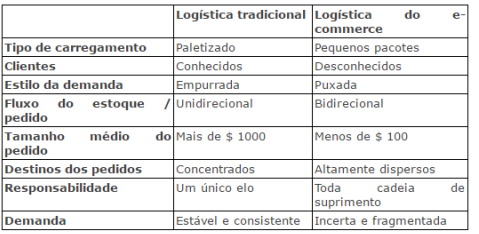 Logística tradicional Logística do e-
commerce
Tipo de carregamento Paletizado Pequenos pacotes
Clientes Conhecidos Desconhecidos
Estilo da demanda Empurrada Puxada
Fluxo do estoque / Unidirecional Bidirecional
pedido
Tamanho médio do Mais de $ 1000 Menos de $ 100
pedido
Destinos dos pedidos Concentrados Altamente dispersos
Responsabilidade Um único elo Toda cadeia de
suprimento
Demanda Estável e consistente Incerta e fragmentada